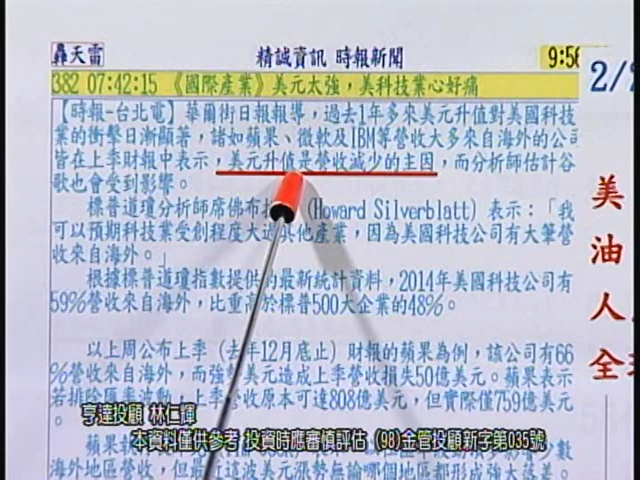 轟天雷 精誠資訊 時報新聞 9:56
382 07:42:15 《國際產業》美元太強，美科技業心好痛 2/
【時報-台北電】華爾街日報報導，過去1年多來美元升值對美國科技
業的衝擊日漸顯著，諸如蘋果、微軟及IBM等營收大多來自海外的公司
皆在上季財報中表示，美元升值是營收減少的主因，而分析師估計谷
歌也會受到影響。
美
標普道瓊分析師席佛布 (Howard Silverblatt) 表示：「我
可以預期科技業受創程度大過其他產業，因為美國科技公司有大筆營
收來自海外。」
油
根據標普道瓊指數提供的最新統計資料，2014年美國科技公司有
59%營收來自海外，比重高於標普500大企業的48%。
人
以上周公布上季（去年12月底止）財報的蘋果為例，該公司有66
全
%營收來自海外，而強勢美元造成上季營收損失50億美元。蘋果表示
若排除匯率波動，上季營收原本可達808億美元，但實際僅759億美元
。
亨達投顧 林仁輝
本資料僅供參考 投資時應審慎評估 (98)金管投顧新字第035號
蘋果 少數
海外地區營收，但最近這波美元漲勢無論哪個地區都形成強大落差。